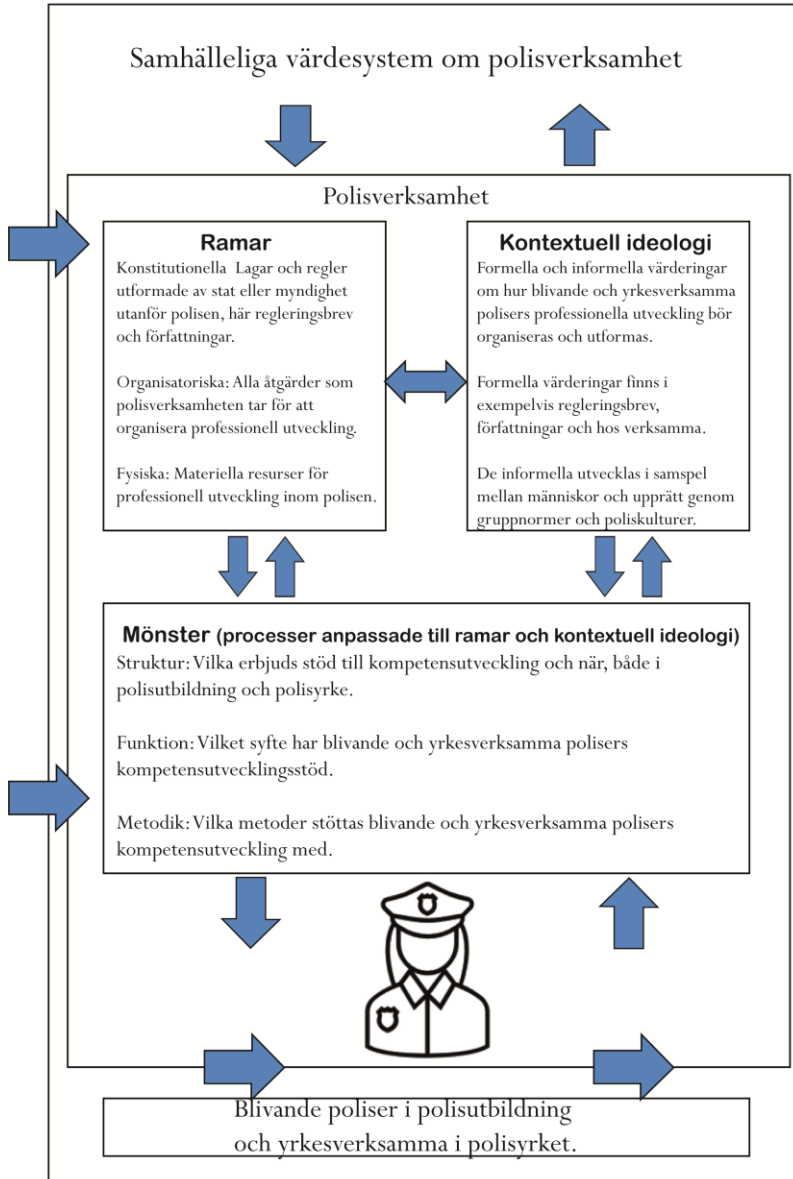 Samhälleliga värdesystem om polisverksamhet
Polisverksamhet
Ramar
Konstitutionella Lagar och regler
utformade av stat eller myndighet
utanför polisen, här regleringsbrev
och författningar.
Organisatoriska: Alla åtgärder som
polisverksamheten tar för att
organisera professionell utveckling.
Fysiska: Materiella resurser för
professionell utveckling inom polisen.
Kontextuell ideologi
Formella och informella värderingar
om hur blivande och yrkesverksamma
polisers professionella utveckling bör
organiseras och utformas.
Formella värderingar finns i
exempelvis regleringsbrev,
författningar och hos verksamma.
De informella utvecklas i samspel
mellan människor och upprätt genom
gruppnormer och poliskulturer.
Mönster (processer anpassade till ramar och kontextuell ideologi)
Struktur: Vilka erbjuds stöd till kompetensutveckling och när, både i
polisutbildning och polisyrke.
Funktion: Vilket syfte har blivande och yrkesverksamma polisers
kompetensutvecklingsstöd.
Metodik: Vilka metoder stöttas blivande och yrkesverksamma polisers
kompetensutveckling med.
Blivande poliser i polisutbildning
och yrkesverksamma i polisyrket.